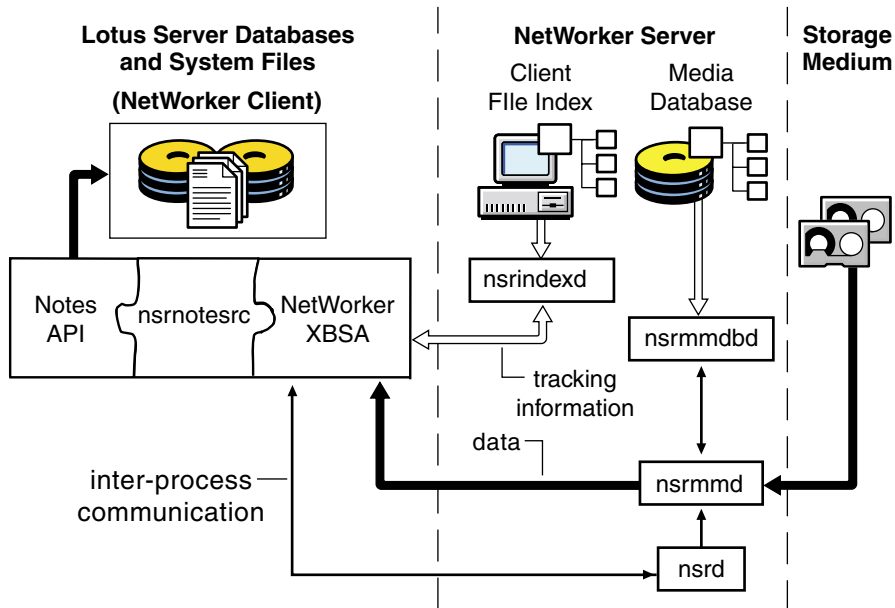 Lotus Server Databases
and System Files
(NetWorker Client)
NetWorker Server
Storage
Medium
Client
FIle Index
Media
Database
Notes
API
nsrnotesrc
NetWorker
XBSA
nsrindexd
nsrmmdbd
tracking
information
data
inter-process
communication
nsrmmd
nsrd